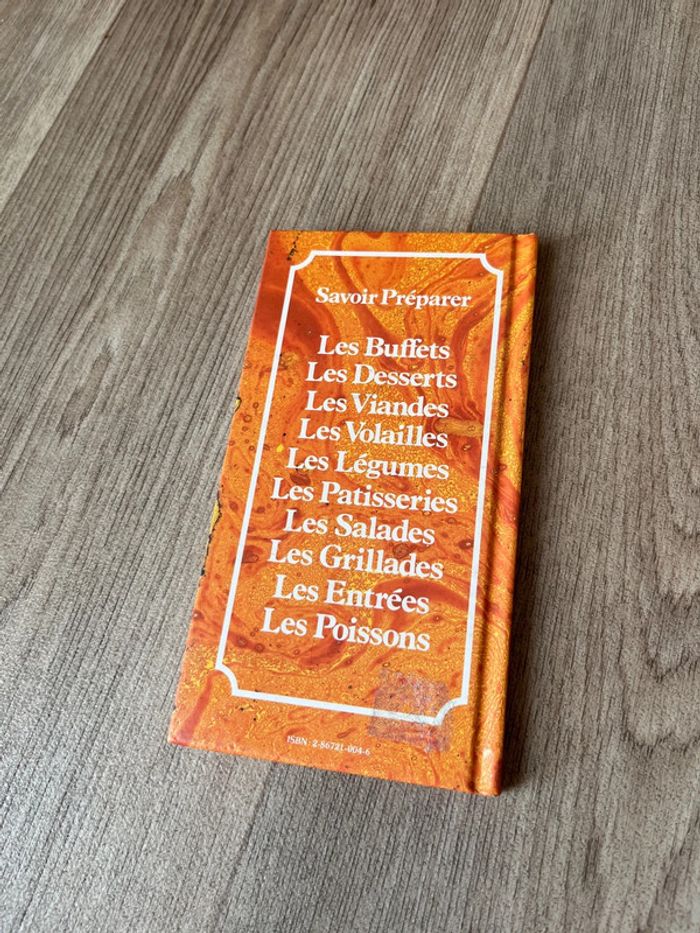 Savoir Préparer
Les Buffets
Les Desserts
Les Viandes
Les Volailles
Les Légumes
Les Patisseries
Les Salades
Les Grillades
Les Entrées
Les Poissons
ISBN 2-86721-004-6